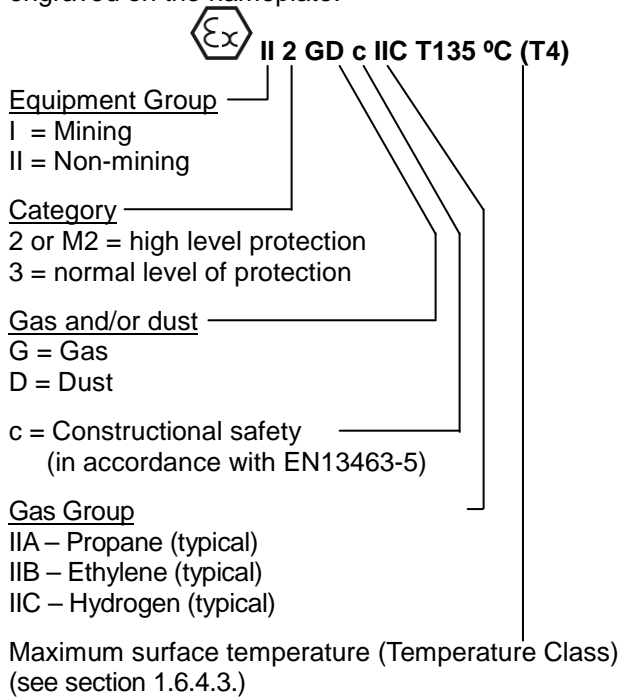 Ex II 2 GD c IIC T135 ºC (T4)
Equipment Group
I = Mining
II = Non-mining
Category
2 or M2 = high level protection
3 = normal level of protection
Gas and/or dust
G = Gas
D = Dust
c = Constructional safety
(in accordance with EN13463-5)
Gas Group
IIA – Propane (typical)
IIB – Ethylene (typical)
IIC – Hydrogen (typical)
Maximum surface temperature (Temperature Class)
(see section 1.6.4.3.)